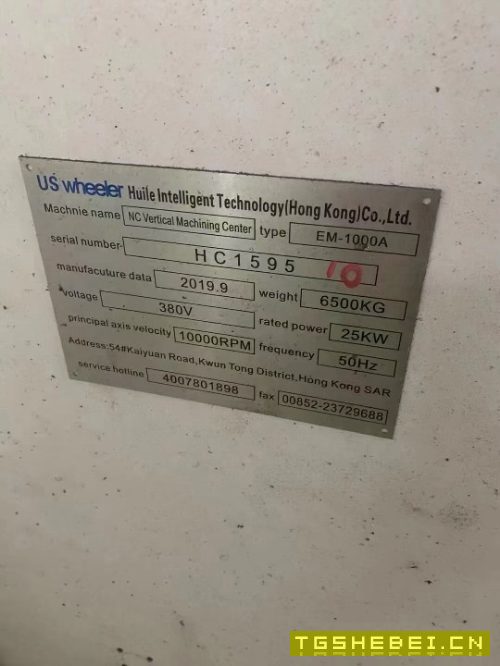 US wheeler Huile Intelligent Technology(Hong Kong)Co.,Ltd.
Machnie name NC Vertical Machining Center type EM-1000A
serial number HC1595 10
manufacuture data 2019.9 weight 6500KG
voltage 380V rated power 25KW
principal axis velocity 10000RPM frequency 50Hz
Address:54#Kaiyuan Road,Kwun Tong District,Hong Kong SAR
service hotline 4007801898 fax 00852-23729688
TGSHEBEI.CN